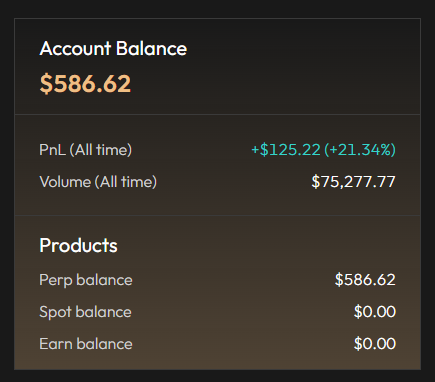 Account Balance
$586.62
PnL (All time) +$125.22 (+21.34%)
Volume (All time) $75,277.77
Products
Perp balance $586.62
Spot balance $0.00
Earn balance $0.00